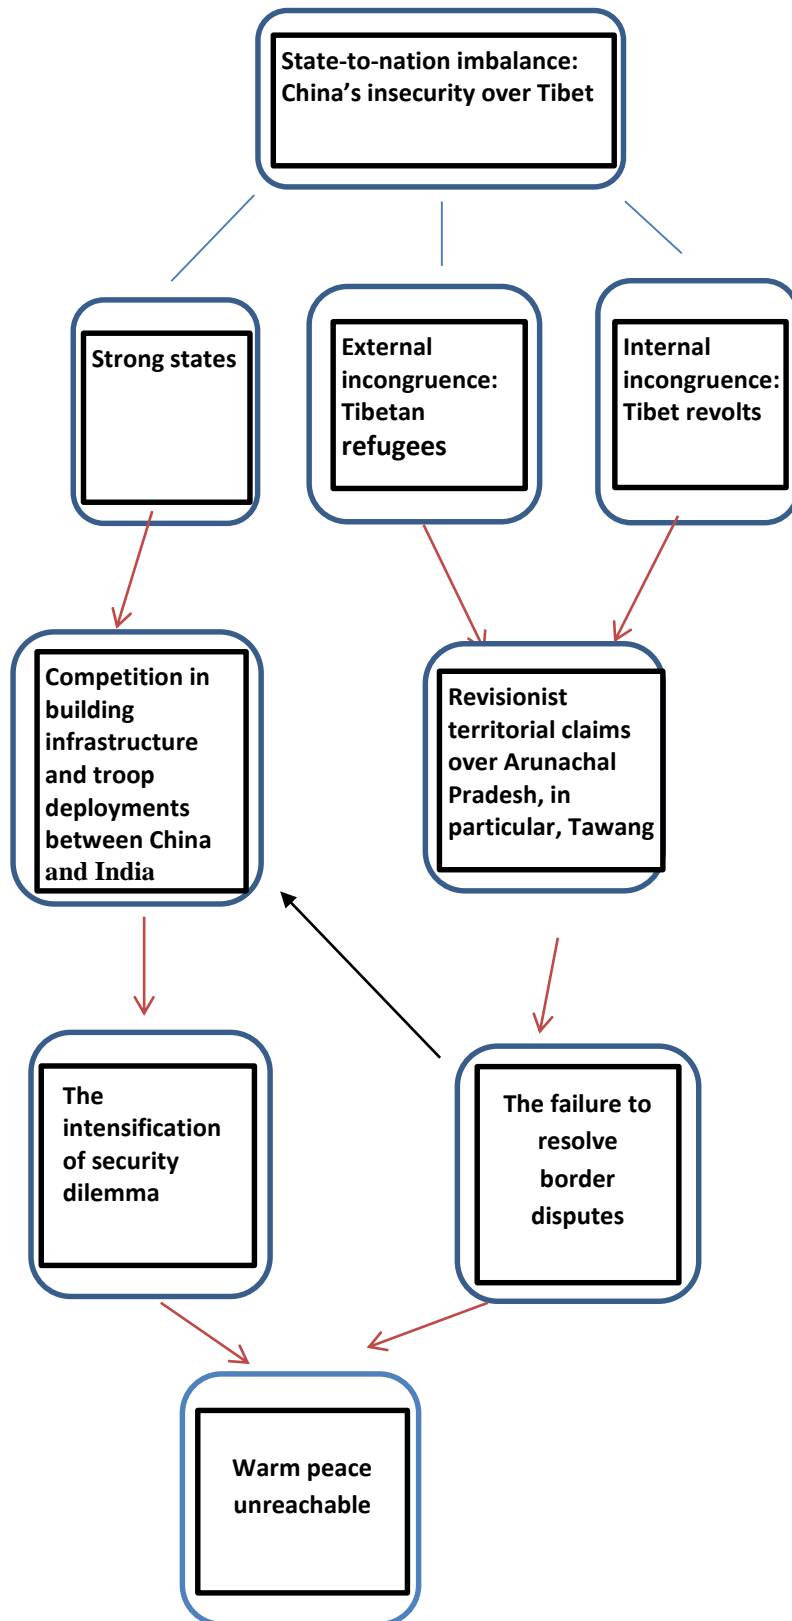 State-to-nation imbalance:
China’s insecurity over Tibet
Strong states
External
incongruence:
Tibetan
refugees
Internal
incongruence:
Tibet revolts
Competition in
building
infrastructure
and troop
deployments
between China
and India
Revisionist
territorial claims
over Arunachal
Pradesh, in
particular, Tawang
The
intensification
of security
dilemma
The failure to
resolve
border
disputes
Warm peace
unreachable